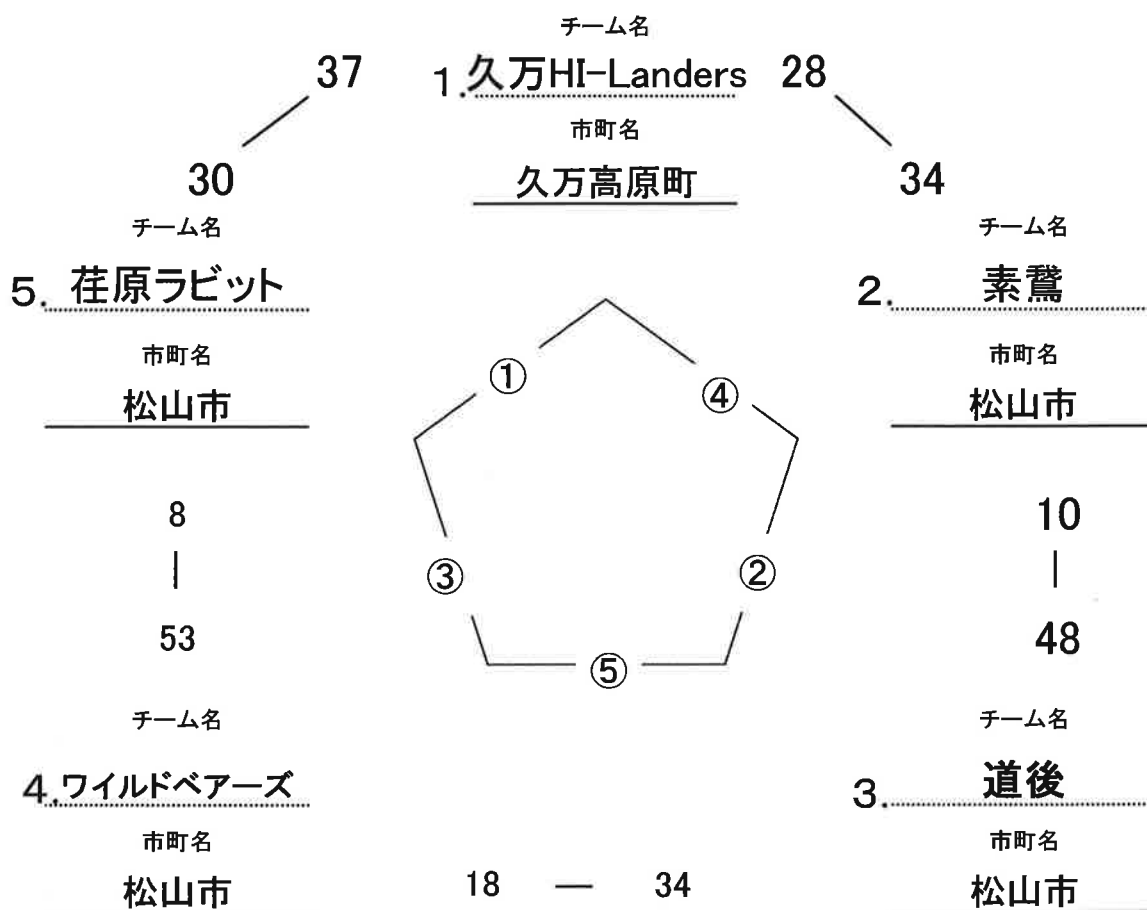 チーム名
37 1.久万HI-Landers 28
市町名
30 久万高原町 34
チーム名 チーム名
5. 荏原ラビット 2. 素鵞
市町名 市町名
① ④
松山市 松山市
8 10
| |
③ ②
53 48
⑤
チーム名 チーム名
4.ワイルドベアーズ 3. 道後
市町名 市町名
松山市 18 — 34 松山市